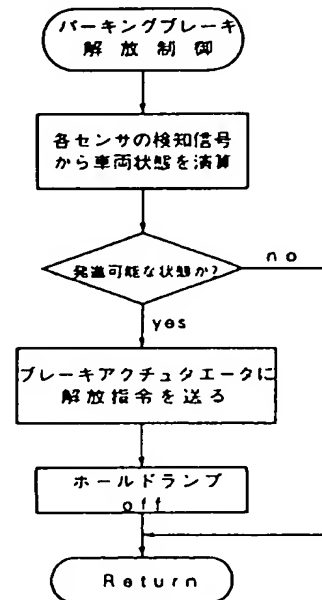 パーキングブレーキ
解放制御
各センサの検知信号
から車両状態を演算
発進可能な状態か?
no
yes
ブレーキアクチュタエータに
解放指令を送る
ホールドランプ
off
Return